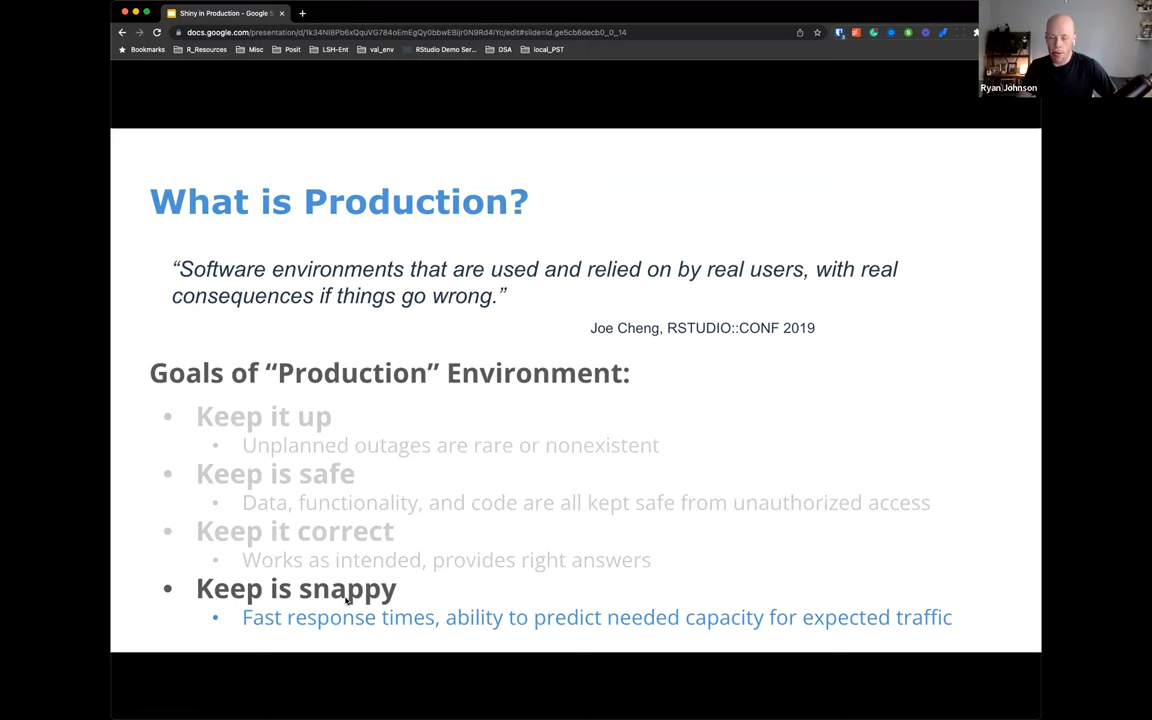 Shiny in Production - Google S
docs.google.com/presentation/d/1k34NI8Pb6xQquVG784oEmEgQy0bbwEBijr0N9Rd4IYc/edit#slide=id.ge5cb6decb0_0_14
Bookmarks R_Resources Misc Posit LSH-Ent val_env RStudio Demo Ser... DSA local_PST
Ryan Johnson
What is Production?
“Software environments that are used and relied on by real users, with real
consequences if things go wrong.”
Joe Cheng, RSTUDIO::CONF 2019
Goals of “Production” Environment:
• Keep it up
• Unplanned outages are rare or nonexistent
• Keep is safe
• Data, functionality, and code are all kept safe from unauthorized access
• Keep it correct
• Works as intended, provides right answers
• Keep is snappy
• Fast response times, ability to predict needed capacity for expected traffic